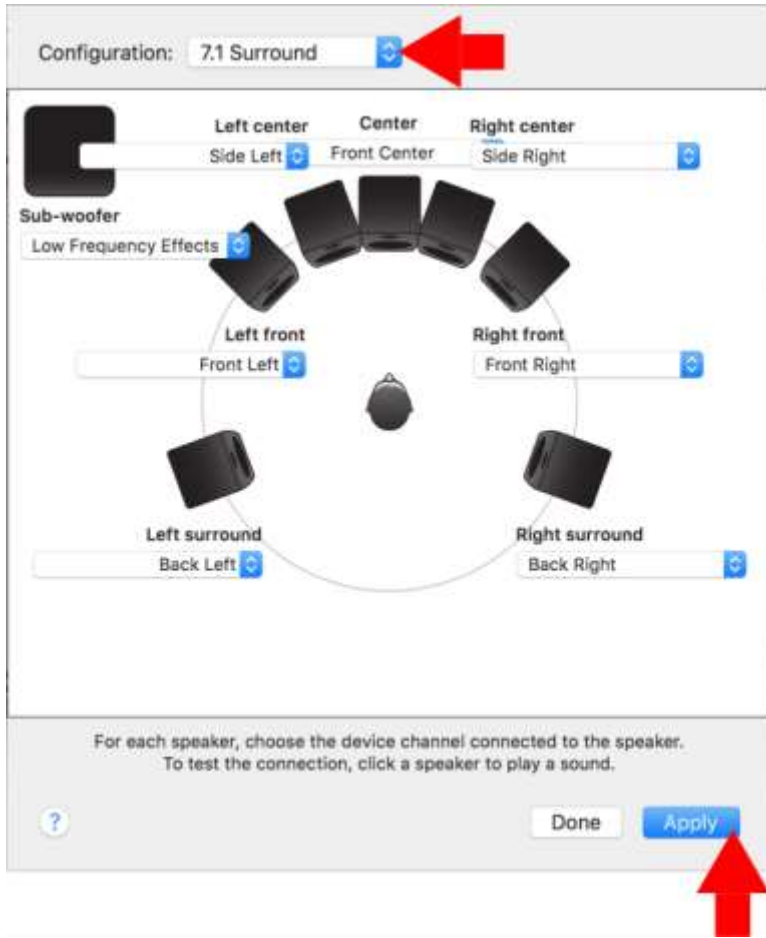 Configuration: 7.1 Surround
Left center Center Right center
Side Left Front Center Side Right
Sub-woofer
Low Frequency Effects
Left front Right front
Front Left Front Right
Left surround Right surround
Back Left Back Right
For each speaker, choose the device channel connected to the speaker.
To test the connection, click a speaker to play a sound.
? Done Apply